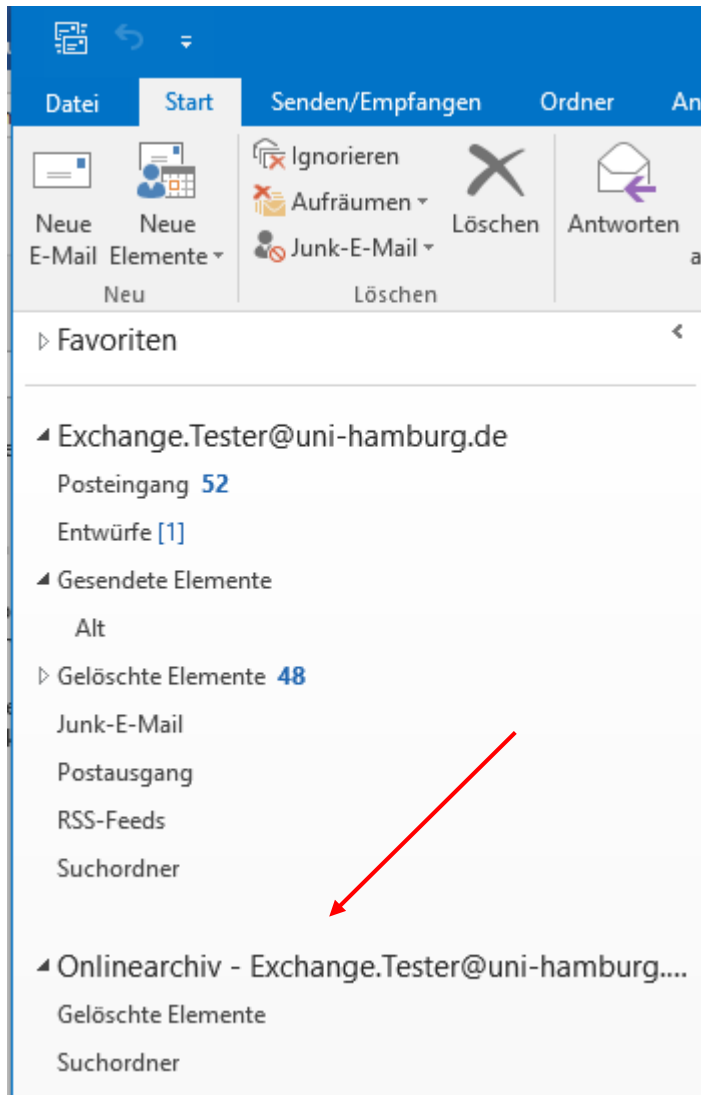 Datei Start Senden/Empfangen Ordner An
Ignorieren
Aufräumen
Junk-E-Mail
Neue E-Mail
Neue Elemente
Löschen
Antworten
a
Neu Löschen
Favoriten
Exchange.Tester@uni-hamburg.de
Posteingang 52
Entwürfe [1]
Gesendete Elemente
Alt
Gelöschte Elemente 48
Junk-E-Mail
Postausgang
RSS-Feeds
Suchordner
Onlinearchiv - Exchange.Tester@uni-hamburg....
Gelöschte Elemente
Suchordner